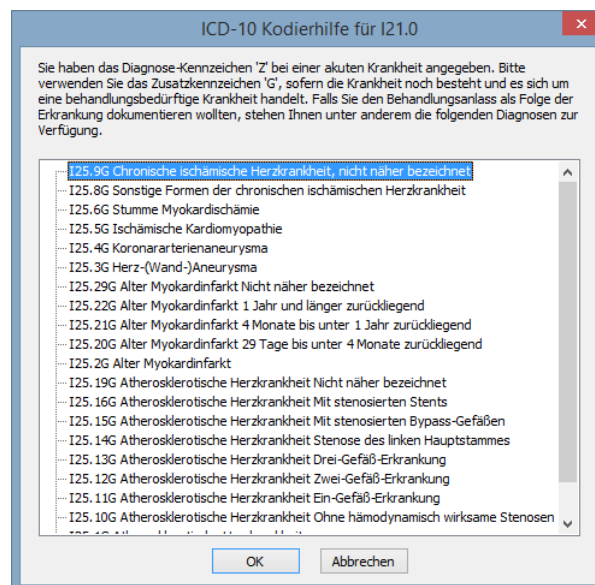 ICD-10 Kodierhilfe für I21.0
Sie haben das Diagnose-Kennzeichen 'Z' bei einer akuten Krankheit angegeben. Bitte
verwenden Sie das Zusatzkennzeichen 'G', sofern die Krankheit noch besteht und es sich um
eine behandlungsbedürftige Krankheit handelt. Falls Sie den Behandlungsanlass als Folge der
Erkrankung dokumentieren wollten, stehen Ihnen unter anderem die folgenden Diagnosen zur
Verfügung.
I25.9G Chronische ischämische Herzkrankheit, nicht näher bezeichnet
I25.8G Sonstige Formen der chronischen ischämischen Herzkrankheit
I25.6G Stumme Myokardischämie
I25.5G Ischämische Kardiomyopathie
I25.4G Koronararterienaneurysma
I25.3G Herz-(Wand-)Aneurysma
I25.29G Alter Myokardinfarkt Nicht näher bezeichnet
I25.22G Alter Myokardinfarkt 1 Jahr und länger zurückliegend
I25.21G Alter Myokardinfarkt 4 Monate bis unter 1 Jahr zurückliegend
I25.20G Alter Myokardinfarkt 29 Tage bis unter 4 Monate zurückliegend
I25.2G Alter Myokardinfarkt
I25.19G Atherosklerotische Herzkrankheit Nicht näher bezeichnet
I25.16G Atherosklerotische Herzkrankheit Mit stenosierten Stents
I25.15G Atherosklerotische Herzkrankheit Mit stenosierten Bypass-Gefäßen
I25.14G Atherosklerotische Herzkrankheit Stenose des linken Hauptstammes
I25.13G Atherosklerotische Herzkrankheit Drei-Gefäß-Erkrankung
I25.12G Atherosklerotische Herzkrankheit Zwei-Gefäß-Erkrankung
I25.11G Atherosklerotische Herzkrankheit Ein-Gefäß-Erkrankung
I25.10G Atherosklerotische Herzkrankheit Ohne hämodynamisch wirksame Stenosen
OK
Abbrechen